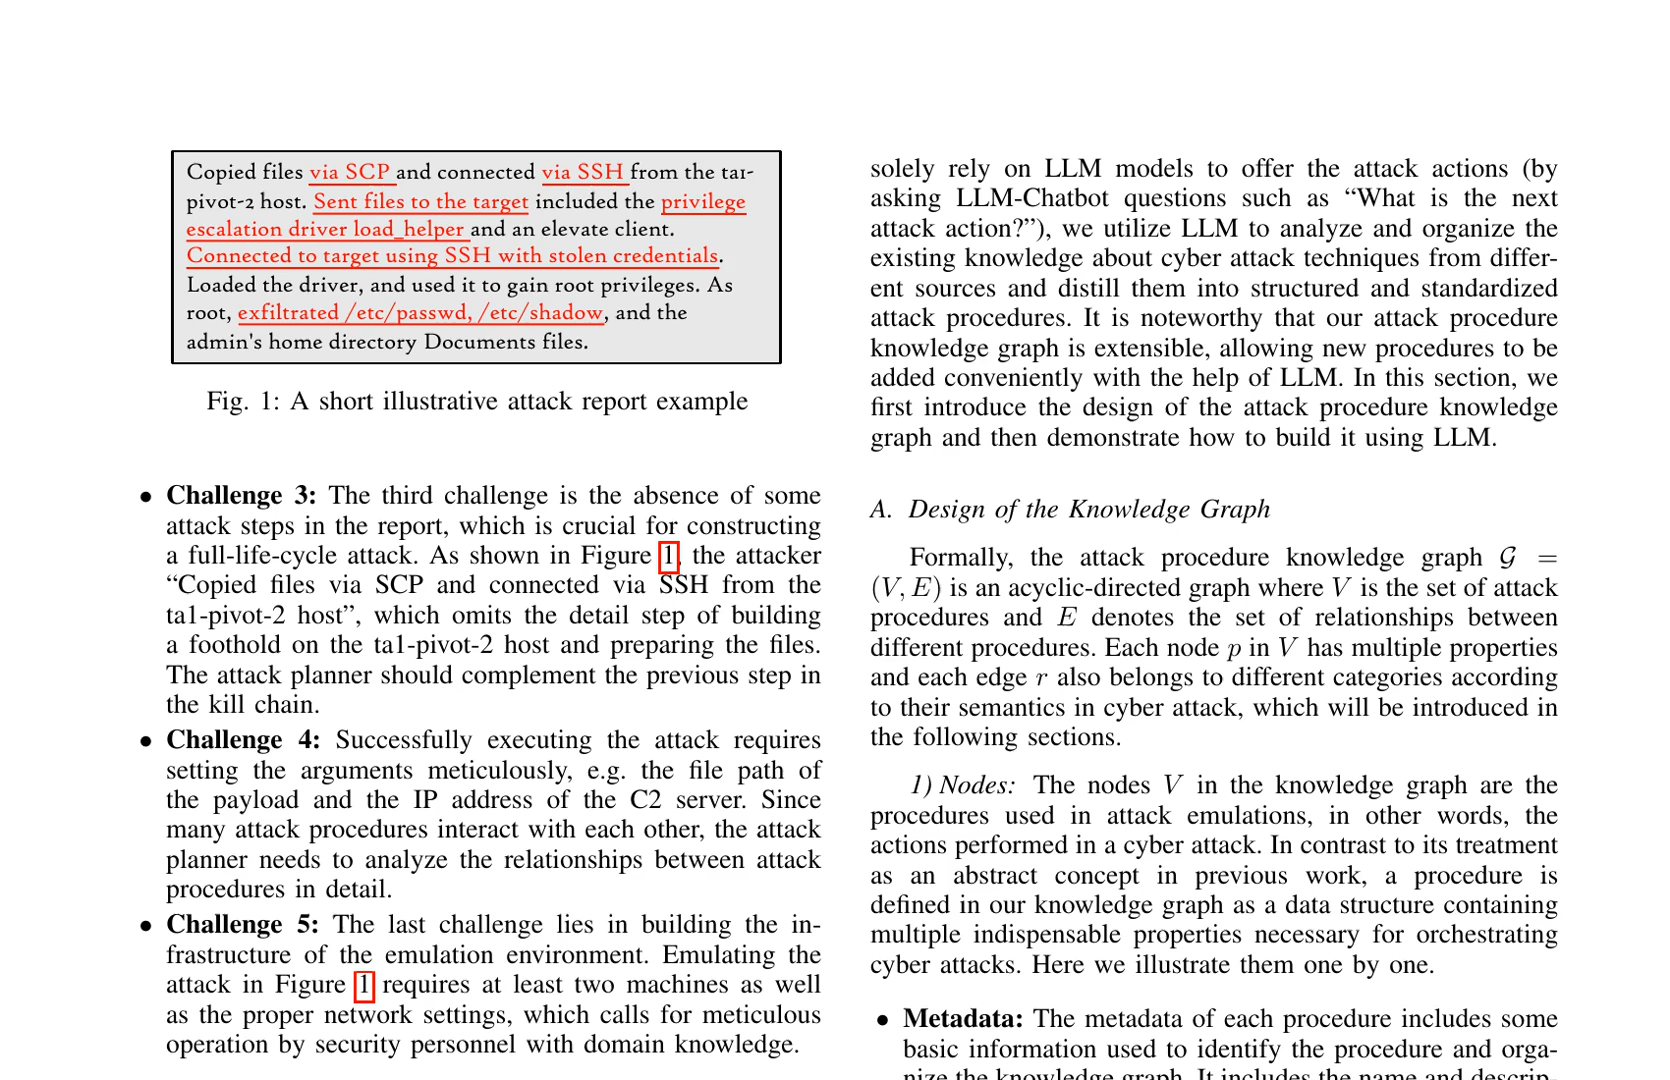 Copied files via SCP and connected via SSH from the ta1-
pivot-2 host. Sent files to the target included the privilege
escalation driver load_helper and an elevate client.
Connected to target using SSH with stolen credentials.
Loaded the driver, and used it to gain root privileges. As
root, exfiltrated /etc/passwd, /etc/shadow, and the
admin's home directory Documents files.
Fig. 1: A short illustrative attack report example
• Challenge 3: The third challenge is the absence of some
attack steps in the report, which is crucial for constructing
a full-life-cycle attack. As shown in Figure 1, the attacker
“Copied files via SCP and connected via SSH from the
ta1-pivot-2 host”, which omits the detail step of building
a foothold on the ta1-pivot-2 host and preparing the files.
The attack planner should complement the previous step in
the kill chain.
• Challenge 4: Successfully executing the attack requires
setting the arguments meticulously, e.g. the file path of
the payload and the IP address of the C2 server. Since
many attack procedures interact with each other, the attack
planner needs to analyze the relationships between attack
procedures in detail.
• Challenge 5: The last challenge lies in building the in-
frastructure of the emulation environment. Emulating the
attack in Figure 1 requires at least two machines as well
as the proper network settings, which calls for meticulous
operation by security personnel with domain knowledge.
solely rely on LLM models to offer the attack actions (by
asking LLM-Chatbot questions such as “What is the next
attack action?”), we utilize LLM to analyze and organize the
existing knowledge about cyber attack techniques from differ-
ent sources and distill them into structured and standardized
attack procedures. It is noteworthy that our attack procedure
knowledge graph is extensible, allowing new procedures to be
added conveniently with the help of LLM. In this section, we
first introduce the design of the attack procedure knowledge
graph and then demonstrate how to build it using LLM.
A. Design of the Knowledge Graph
Formally, the attack procedure knowledge graph 𝒢 =
(V, E) is an acyclic-directed graph where V is the set of attack
procedures and E denotes the set of relationships between
different procedures. Each node p in V has multiple properties
and each edge r also belongs to different categories according
to their semantics in cyber attack, which will be introduced in
the following sections.
1) Nodes: The nodes V in the knowledge graph are the
procedures used in attack emulations, in other words, the
actions performed in a cyber attack. In contrast to its treatment
as an abstract concept in previous work, a procedure is
defined in our knowledge graph as a data structure containing
multiple indispensable properties necessary for orchestrating
cyber attacks. Here we illustrate them one by one.
• Metadata: The metadata of each procedure includes some
basic information used to identify the procedure and orga-
nize the knowledge graph. It includes the name and descrip-